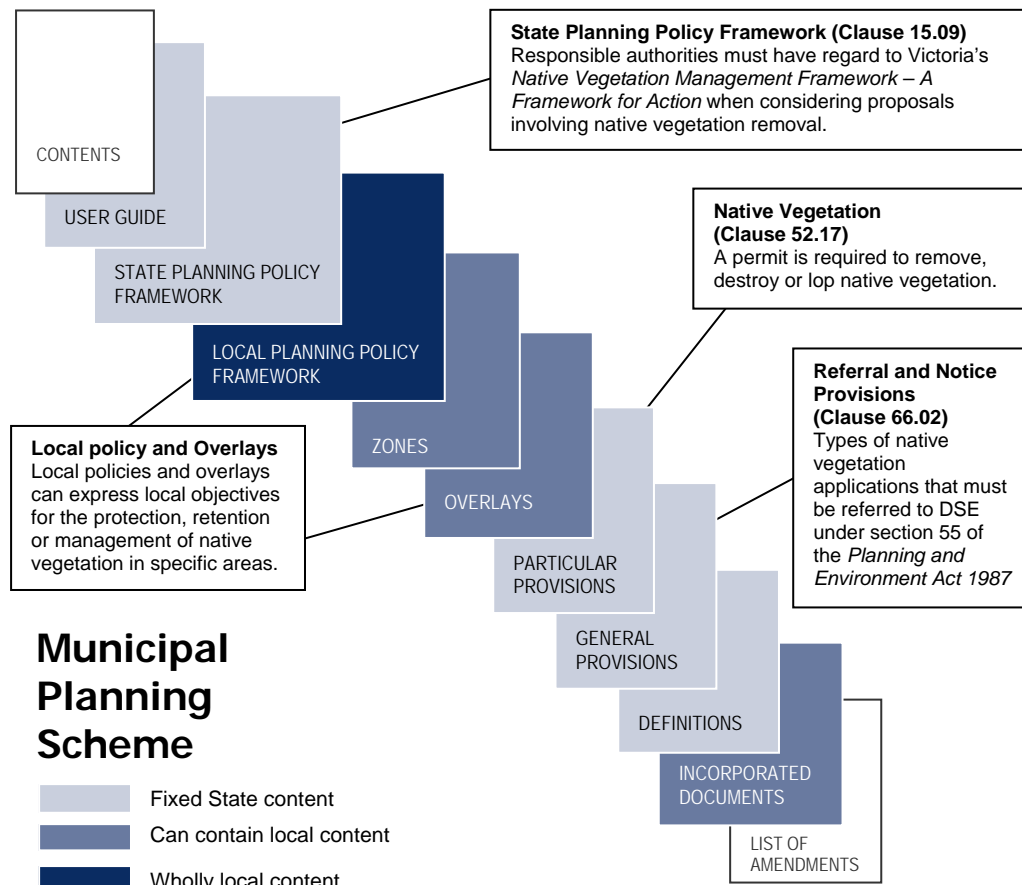 CONTENTS
USER GUIDE
STATE PLANNING POLICY
FRAMEWORK
LOCAL PLANNING POLICY
FRAMEWORK
ZONES
OVERLAYS
PARTICULAR
PROVISIONS
GENERAL
PROVISIONS
DEFINITIONS
INCORPORATED
DOCUMENTS
LIST OF
AMENDMENTS
State Planning Policy Framework (Clause 15.09)
Responsible authorities must have regard to Victoria's
Native Vegetation Management Framework – A
Framework for Action when considering proposals
involving native vegetation removal.
Native Vegetation
(Clause 52.17)
A permit is required to remove,
destroy or lop native vegetation.
Referral and Notice
Provisions
(Clause 66.02)
Types of native
vegetation
applications that must
be referred to DSE
under section 55 of
the Planning and
Environment Act 1987
Local policy and Overlays
Local policies and overlays
can express local objectives
for the protection, retention
or management of native
vegetation in specific areas.
Municipal
Planning
Scheme
Fixed State content
Can contain local content
Wholly local content